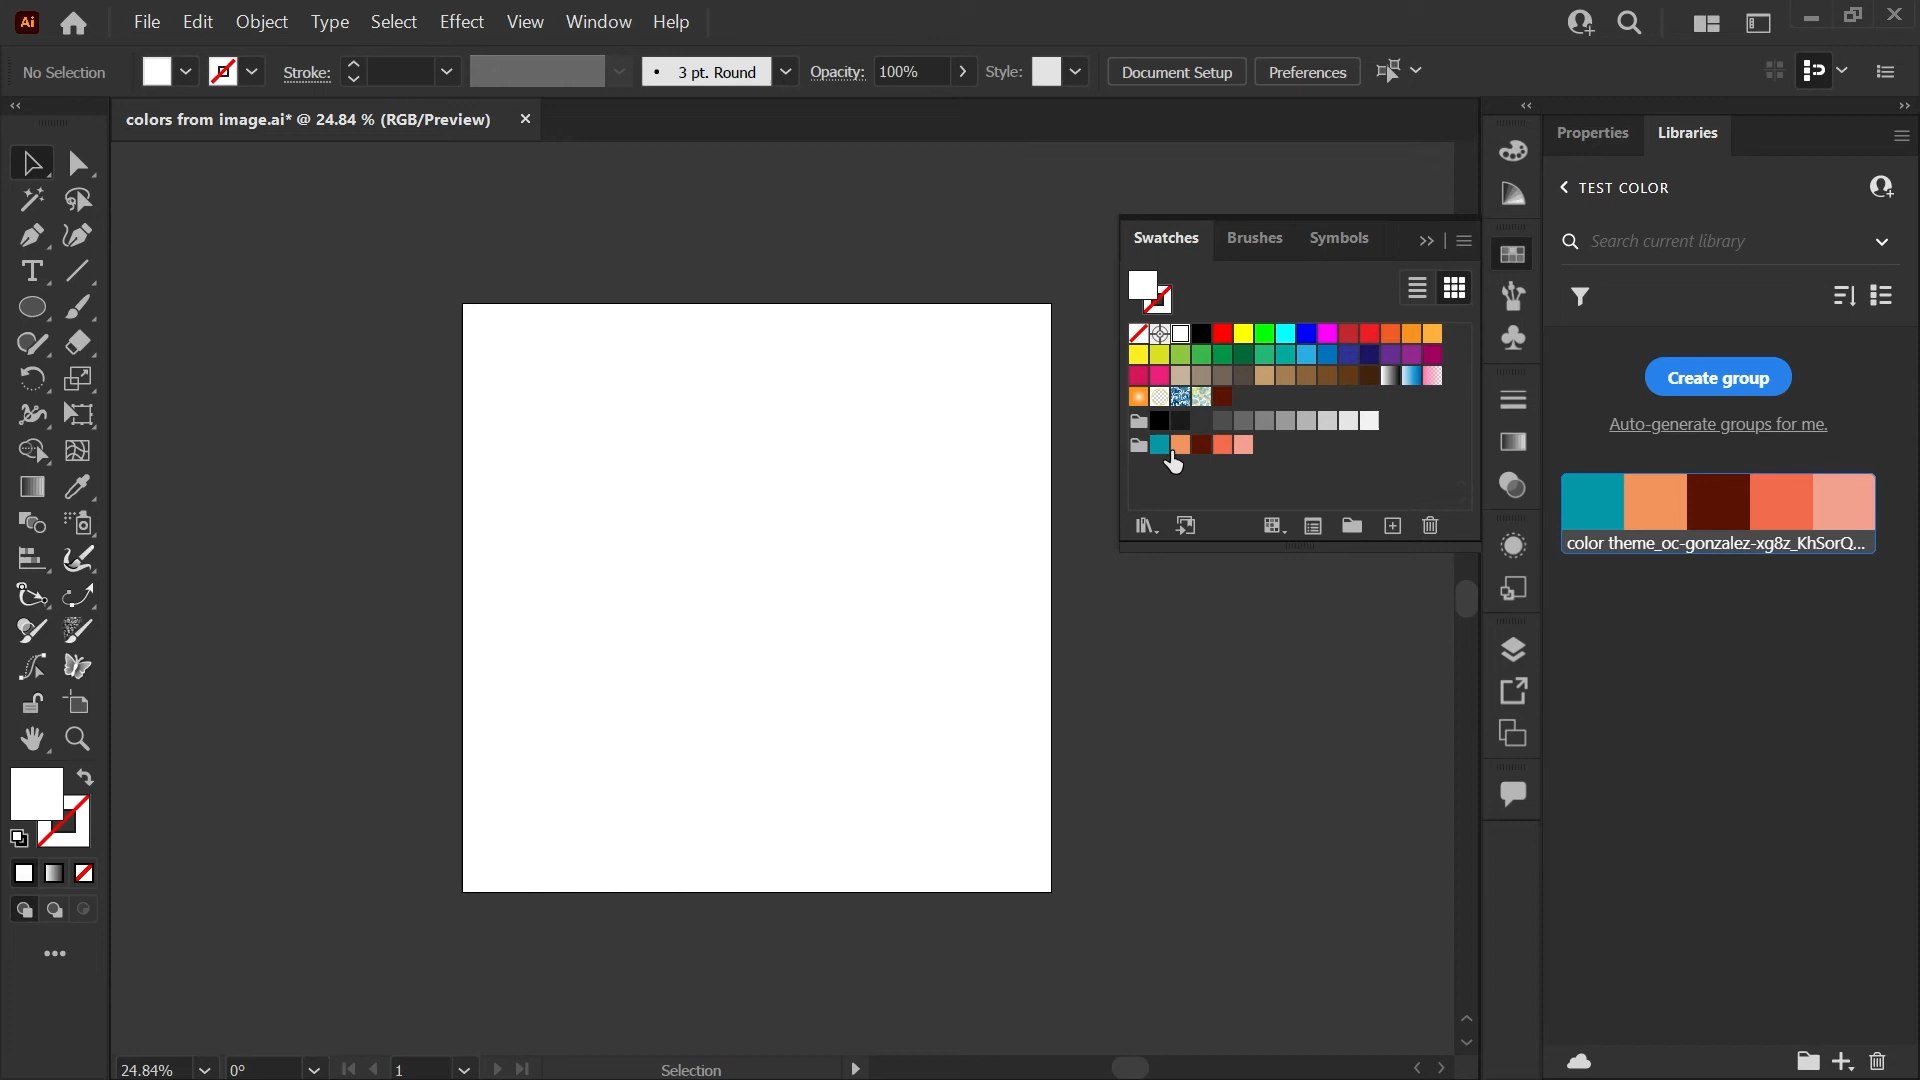 Ai
File Edit Object Type Select Effect View Window Help
No Selection
Stroke:
3 pt. Round
Opacity: 100%
Style:
Document Setup
Preferences
colors from image.ai* @ 24.84 % (RGB/Preview)
Properties
Libraries
TEST COLOR
Search current library
Swatches Brushes Symbols
Create group
Auto-generate groups for me.
color theme_oc-gonzalez-xg8z_KhSorQ...
24.84%
0°
1
Selection